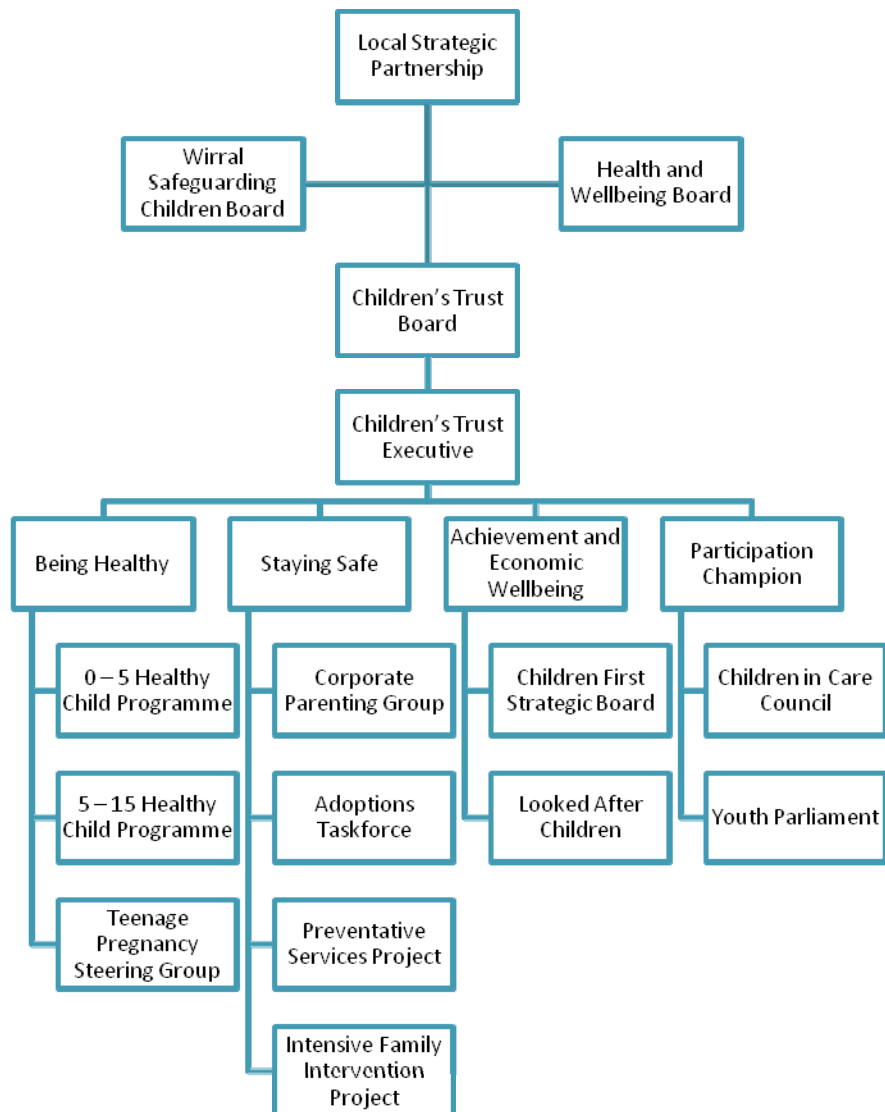 Local Strategic
Partnership
Wirral
Safeguarding
Children Board
Health and
Wellbeing Board
Children's Trust
Board
Children's Trust
Executive
Being Healthy
Staying Safe
Achievement and
Economic
Wellbeing
Participation
Champion
0 – 5 Healthy
Child Programme
Corporate
Parenting Group
Children First
Strategic Board
Children in Care
Council
5 – 15 Healthy
Child Programme
Adoptions
Taskforce
Looked After
Children
Youth Parliament
Teenage
Pregnancy
Steering Group
Preventative
Services Project
Intensive Family
Intervention
Project